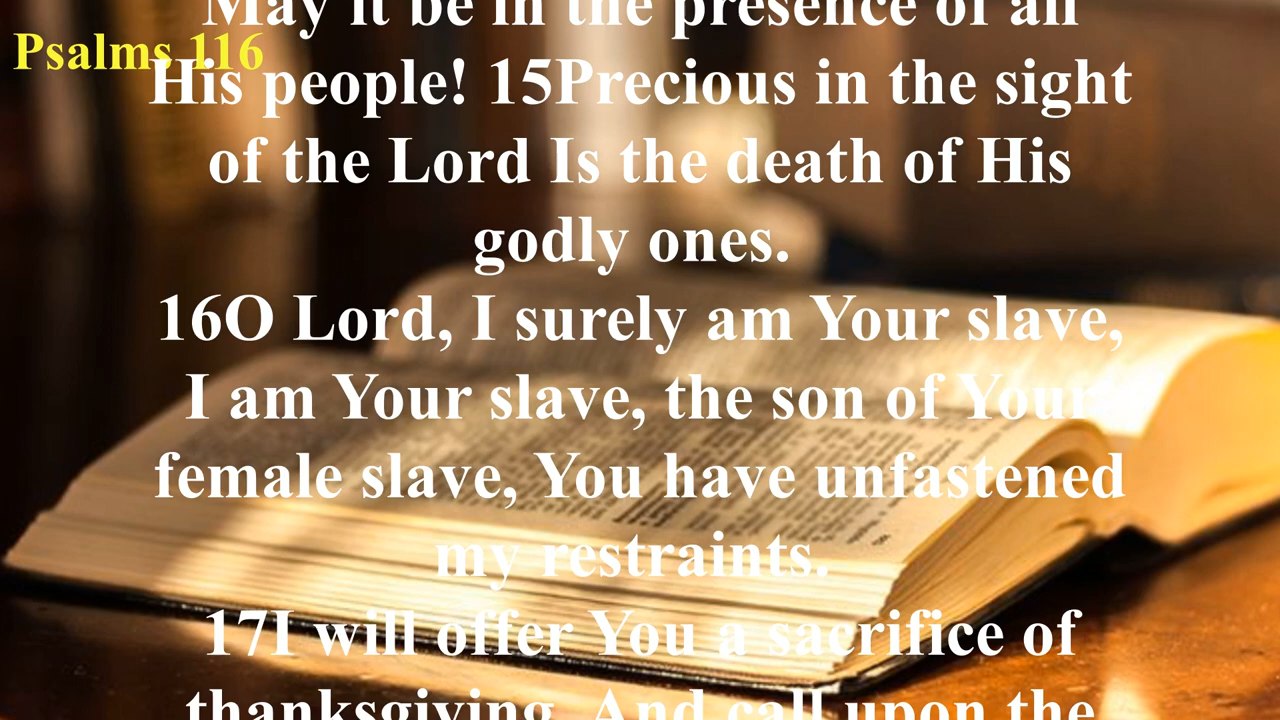 May it be in the presence of all
Psalms 116
His people! 15Precious in the sight
of the Lord Is the death of His
godly ones.
16O Lord, I surely am Your slave,
I am Your slave, the son of Your
female slave, You have unfastened
my restraints.
17I will offer You a sacrifice of
thanksgiving, And call upon the